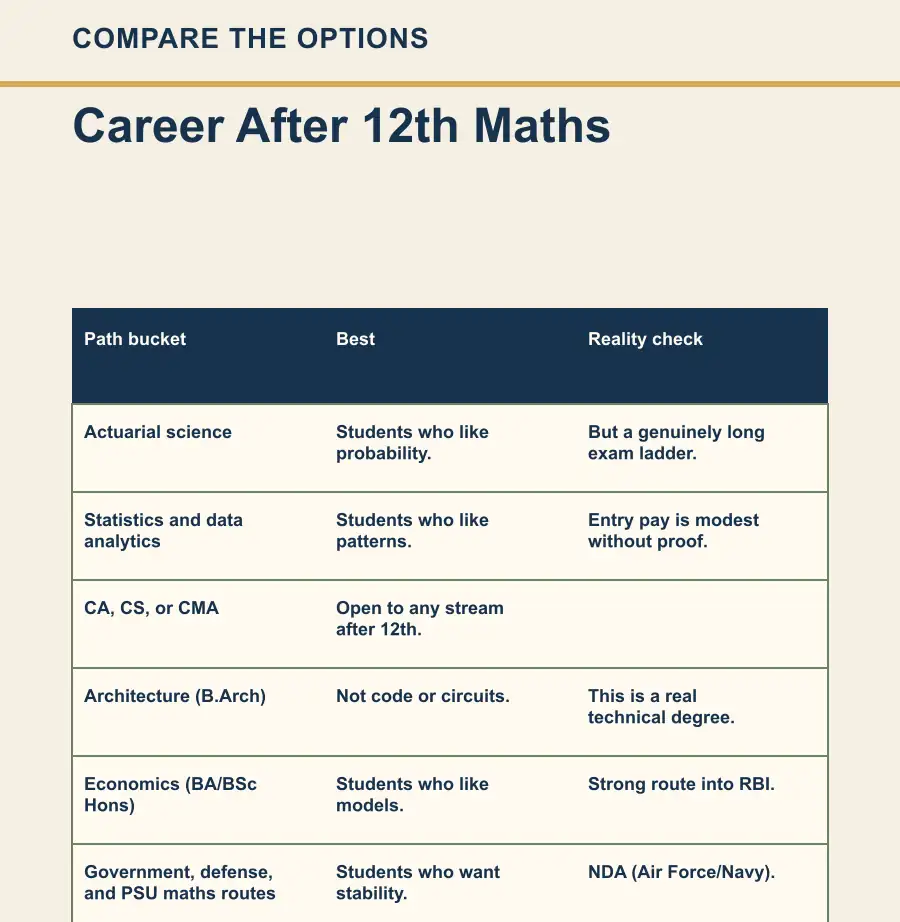 COMPARE THE OPTIONS
Career After 12th Maths
Path bucket
Best
Reality check
Actuarial science
Students who like
probability.
But a genuinely long
exam ladder.
Statistics and data
analytics
Students who like
patterns.
Entry pay is modest
without proof.
CA, CS, or CMA
Open to any stream
after 12th.
Architecture (B.Arch)
Not code or circuits.
This is a real
technical degree.
Economics (BA/BSc
Hons)
Students who like
models.
Strong route into RBI.
Government, defense,
and PSU maths routes
Students who want
stability.
NDA (Air Force/Navy).